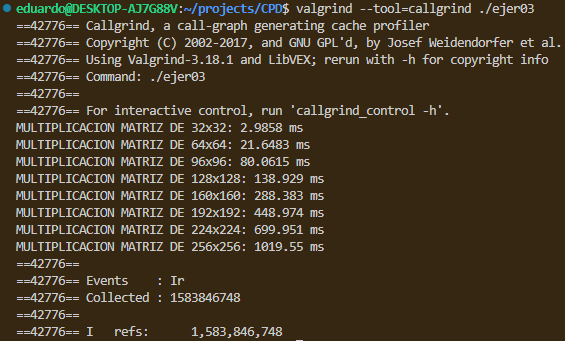 eduardo@DESKTOP-AJ7G88V:~/projects/CPD$ valgrind --tool=callgrind ./ejer03
==42776== Callgrind, a call-graph generating cache profiler
==42776== Copyright (C) 2002-2017, and GNU GPL'd, by Josef Weidendorfer et al.
==42776== Using Valgrind-3.18.1 and LibVEX; rerun with -h for copyright info
==42776== Command: ./ejer03
==42776==
==42776== For interactive control, run 'callgrind_control -h'.
MULTIPLICACION MATRIZ DE 32x32: 2.9858 ms
MULTIPLICACION MATRIZ DE 64x64: 21.6483 ms
MULTIPLICACION MATRIZ DE 96x96: 80.0615 ms
MULTIPLICACION MATRIZ DE 128x128: 138.929 ms
MULTIPLICACION MATRIZ DE 160x160: 288.383 ms
MULTIPLICACION MATRIZ DE 192x192: 448.974 ms
MULTIPLICACION MATRIZ DE 224x224: 699.951 ms
MULTIPLICACION MATRIZ DE 256x256: 1019.55 ms
==42776==
==42776== Events    : Ir
==42776== Collected : 1583846748
==42776==
==42776== I   refs:      1,583,846,748